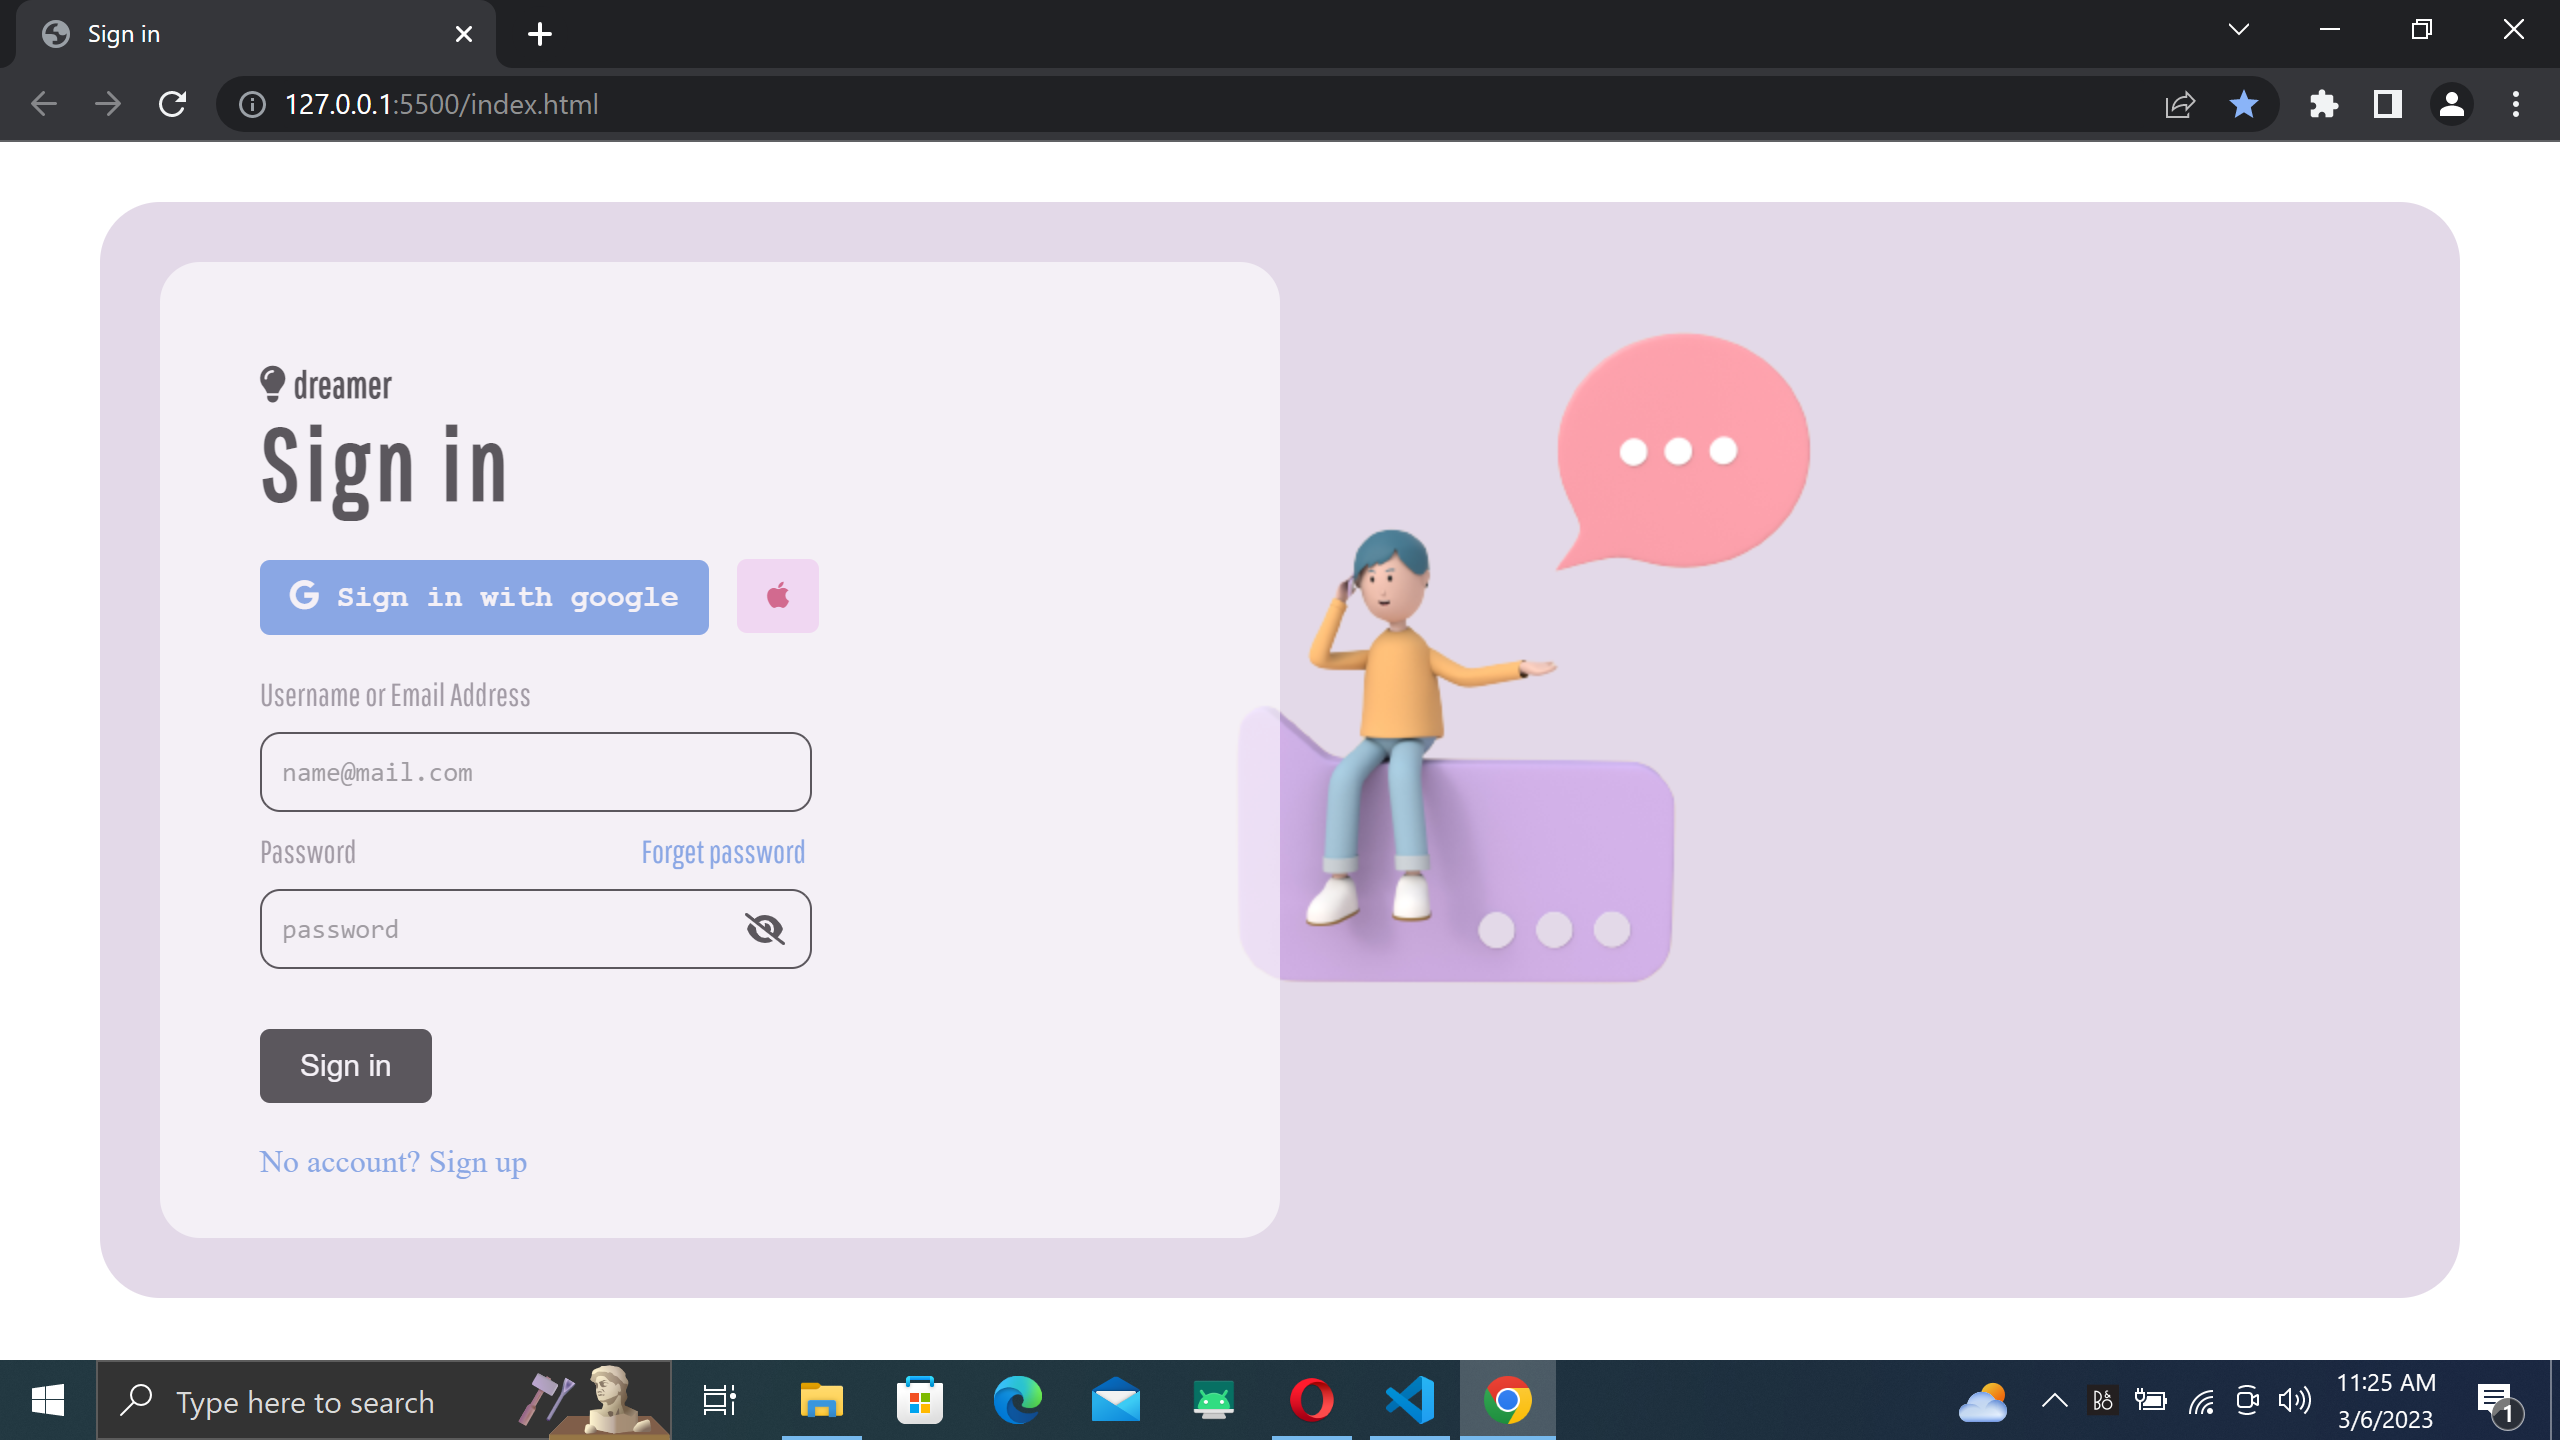 Sign in
127.0.0.1:5500/index.html
dreamer
Sign in
G Sign in with google
Username or Email Address
name@mail.com
Password
Forget password
password
Sign in
No account? Sign up
Type here to search
11:25 AM
3/6/2023
1